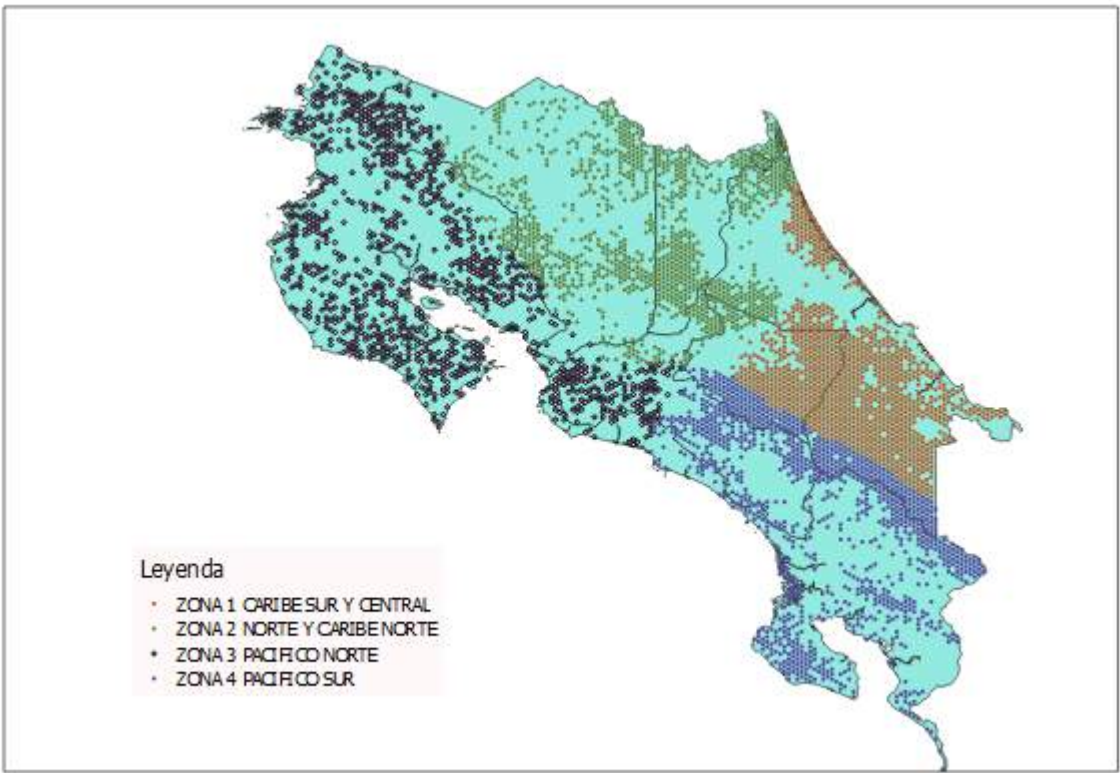 Leyenda
ZONA 1 CARIBE SUR Y CENTRAL
ZONA 2 NORTE Y CARIBE NORTE
ZONA 3 PACIFICO NORTE
ZONA 4 PACIFICO SUR